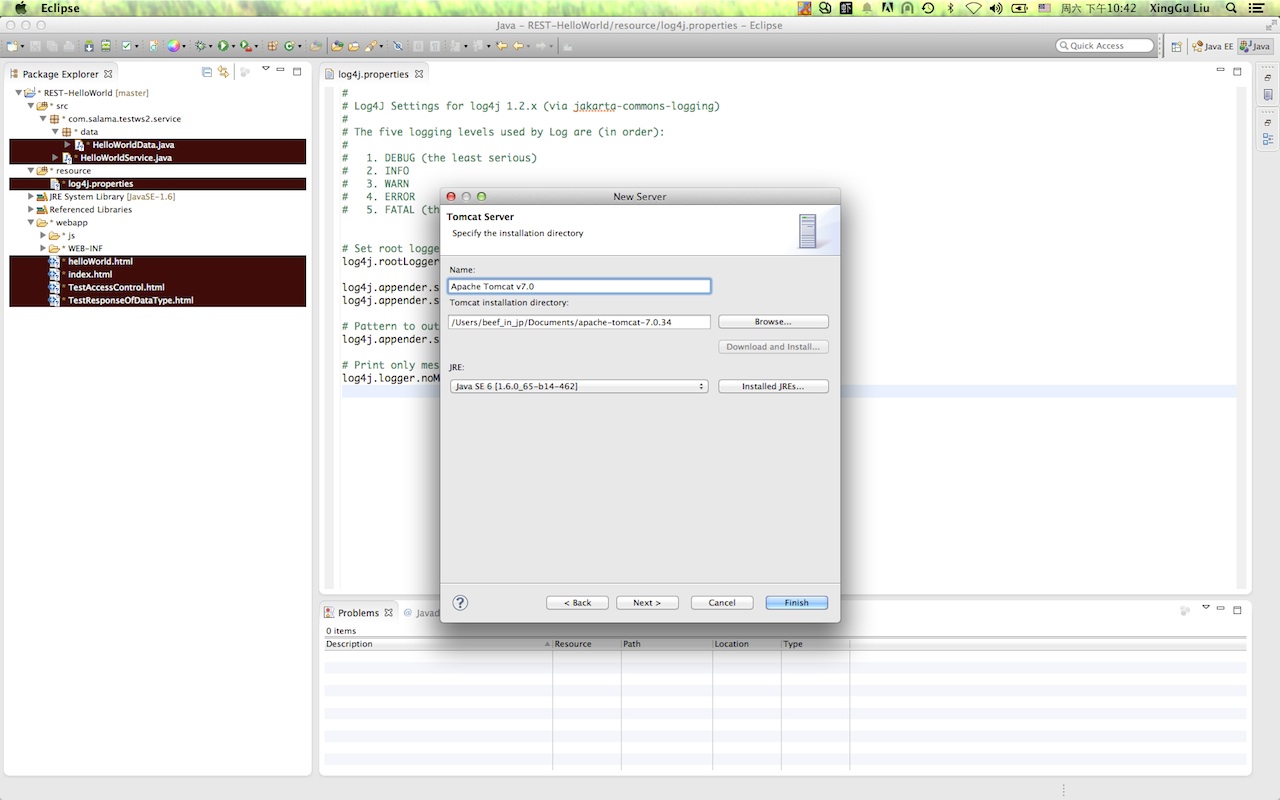 Eclipse
周六 下午10:42 XingGu Liu
Java – REST-HelloWorld/resource/log4j.properties – Eclipse
Quick Access
Java EE
Java
Package Explorer
REST-HelloWorld [master]
src
com.salama.testws2.service
data
HelloWorldData.java
HelloWorldService.java
resource
log4j.properties
JRE System Library [JavaSE-1.6]
Referenced Libraries
webapp
js
WEB-INF
helloWorld.html
index.html
TestAccessControl.html
TestResponseOfDataType.html
log4j.properties
#
# Log4J Settings for log4j 1.2.x (via jakarta-commons-logging)
#
# The five logging levels used by Log are (in order):
#
# 1. DEBUG (the least serious)
# 2. INFO
# 3. WARN
# 4. ERROR
# 5. FATAL (th
# Set root logge
log4j.rootLogger
log4j.appender.s
log4j.appender.s
# Pattern to out
log4j.appender.s
# Print only mes
log4j.logger.noM
New Server
Tomcat Server
Specify the installation directory
Name:
Apache Tomcat v7.0
Tomcat installation directory:
/Users/beef_in_jp/Documents/apache-tomcat-7.0.34
Browse...
Download and Install...
JRE:
Java SE 6 [1.6.0_65-b14-462]
Installed JREs...
?
< Back
Next >
Cancel
Finish
Problems
@ Javad
0 items
Description Resource Path Location Type